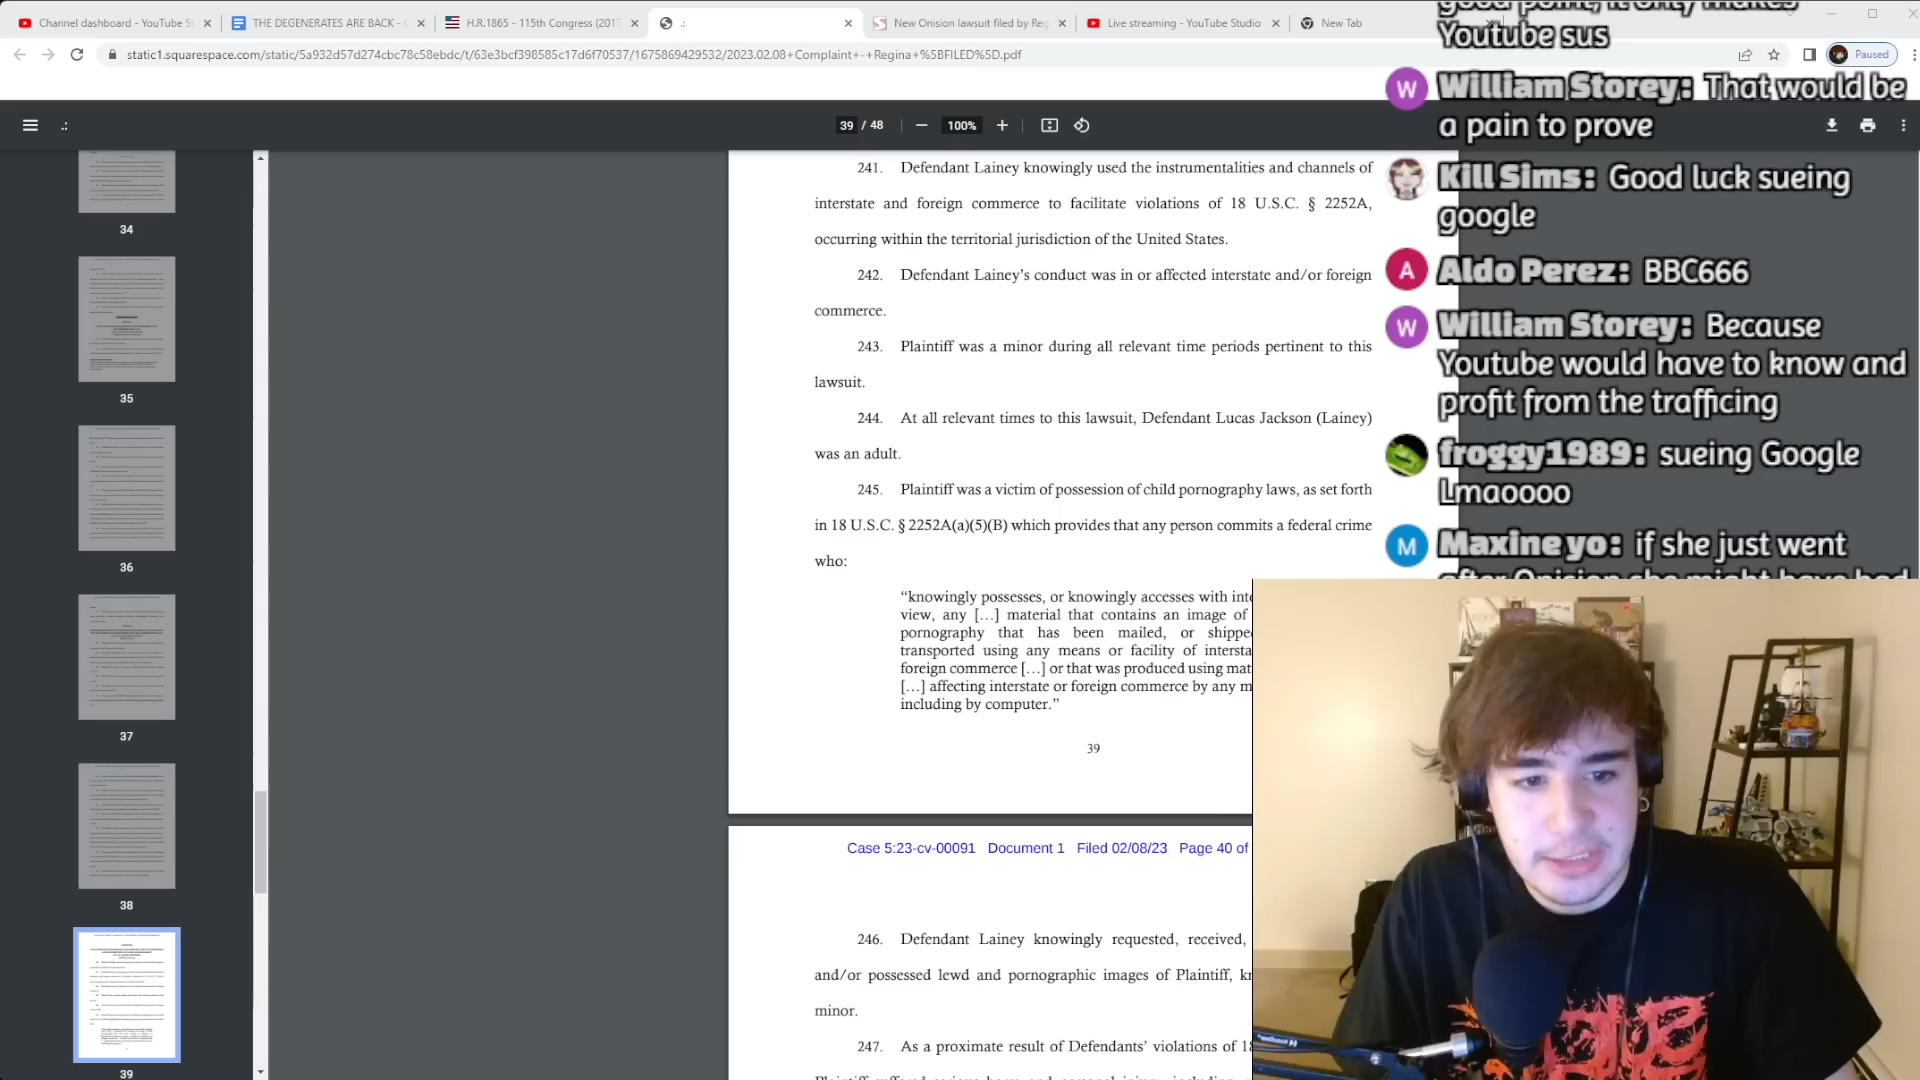 Channel dashboard - YouTube St
THE DEGENERATES ARE BACK -
H.R.1865 - 115th Congress (2017
.:
New Onision lawsuit filed by Reg
Live streaming - YouTube Studio
New Tab
static1.squarespace.com/static/5a932d57d274cbc78c58ebdc/t/63e3bcf398585c17d6f70537/1675869429532/2023.02.08+Complaint+-+Regina+%5BFILED%5D.pdf
Paused
.:
39 / 48
100%
34
35
36
37
38
39
241. Defendant Lainey knowingly used the instrumentalities and channels of
interstate and foreign commerce to facilitate violations of 18 U.S.C. § 2252A,
occurring within the territorial jurisdiction of the United States.
242. Defendant Lainey's conduct was in or affected interstate and/or foreign
commerce.
243. Plaintiff was a minor during all relevant time periods pertinent to this
lawsuit.
244. At all relevant times to this lawsuit, Defendant Lucas Jackson (Lainey)
was an adult.
245. Plaintiff was a victim of possession of child pornography laws, as set forth
in 18 U.S.C. § 2252A(a)(5)(B) which provides that any person commits a federal crime
who:
“knowingly possesses, or knowingly accesses with inte
view, any […] material that contains an image of
pornography that has been mailed, or shippe
transported using any means or facility of intersta
foreign commerce […] or that was produced using mat
[…] affecting interstate or foreign commerce by any m
including by computer.”
39
Case 5:23-cv-00091 Document 1 Filed 02/08/23 Page 40 of
246. Defendant Lainey knowingly requested, received,
and/or possessed lewd and pornographic images of Plaintiff, kn
minor.
247. As a proximate result of Defendants' violations of 18
good point, it only makes
Youtube sus
W William Storey: That would be
a pain to prove
Kill Sims: Good luck sueing
google
A Aldo Perez: BBC666
W William Storey: Because
Youtube would have to know and
profit from the trafficing
froggy1989: sueing Google
Lmaoooo
M Maxine yo: if she just went
after Onision she might have had